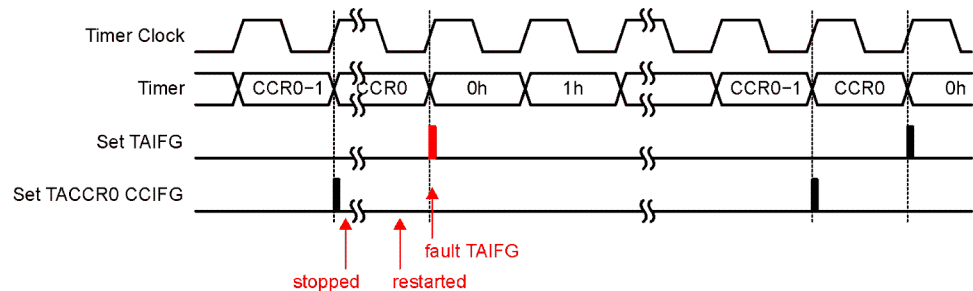 Timer Clock
Timer CCR0−1 CCR0 0h 1h CCR0−1 CCR0 0h
Set TAIFG
Set TACCR0 CCIFG
fault TAIFG
stopped restarted